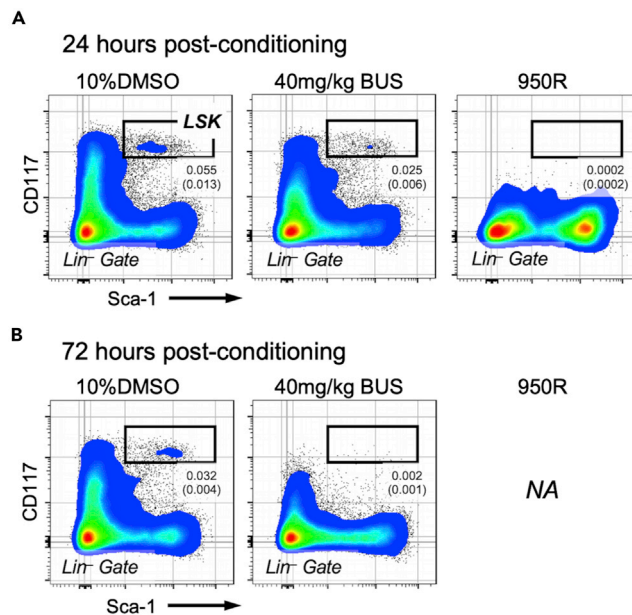 A
24 hours post-conditioning
10%DMSO
40mg/kg BUS
950R
LSK
0.055
(0.013)
0.025
(0.006)
0.0002
(0.0002)
CD117
Lin⁻ Gate
Lin⁻ Gate
Lin⁻ Gate
Sca-1
B
72 hours post-conditioning
10%DMSO
40mg/kg BUS
950R
0.032
(0.004)
0.002
(0.001)
CD117
NA
Lin⁻ Gate
Lin⁻ Gate
Sca-1